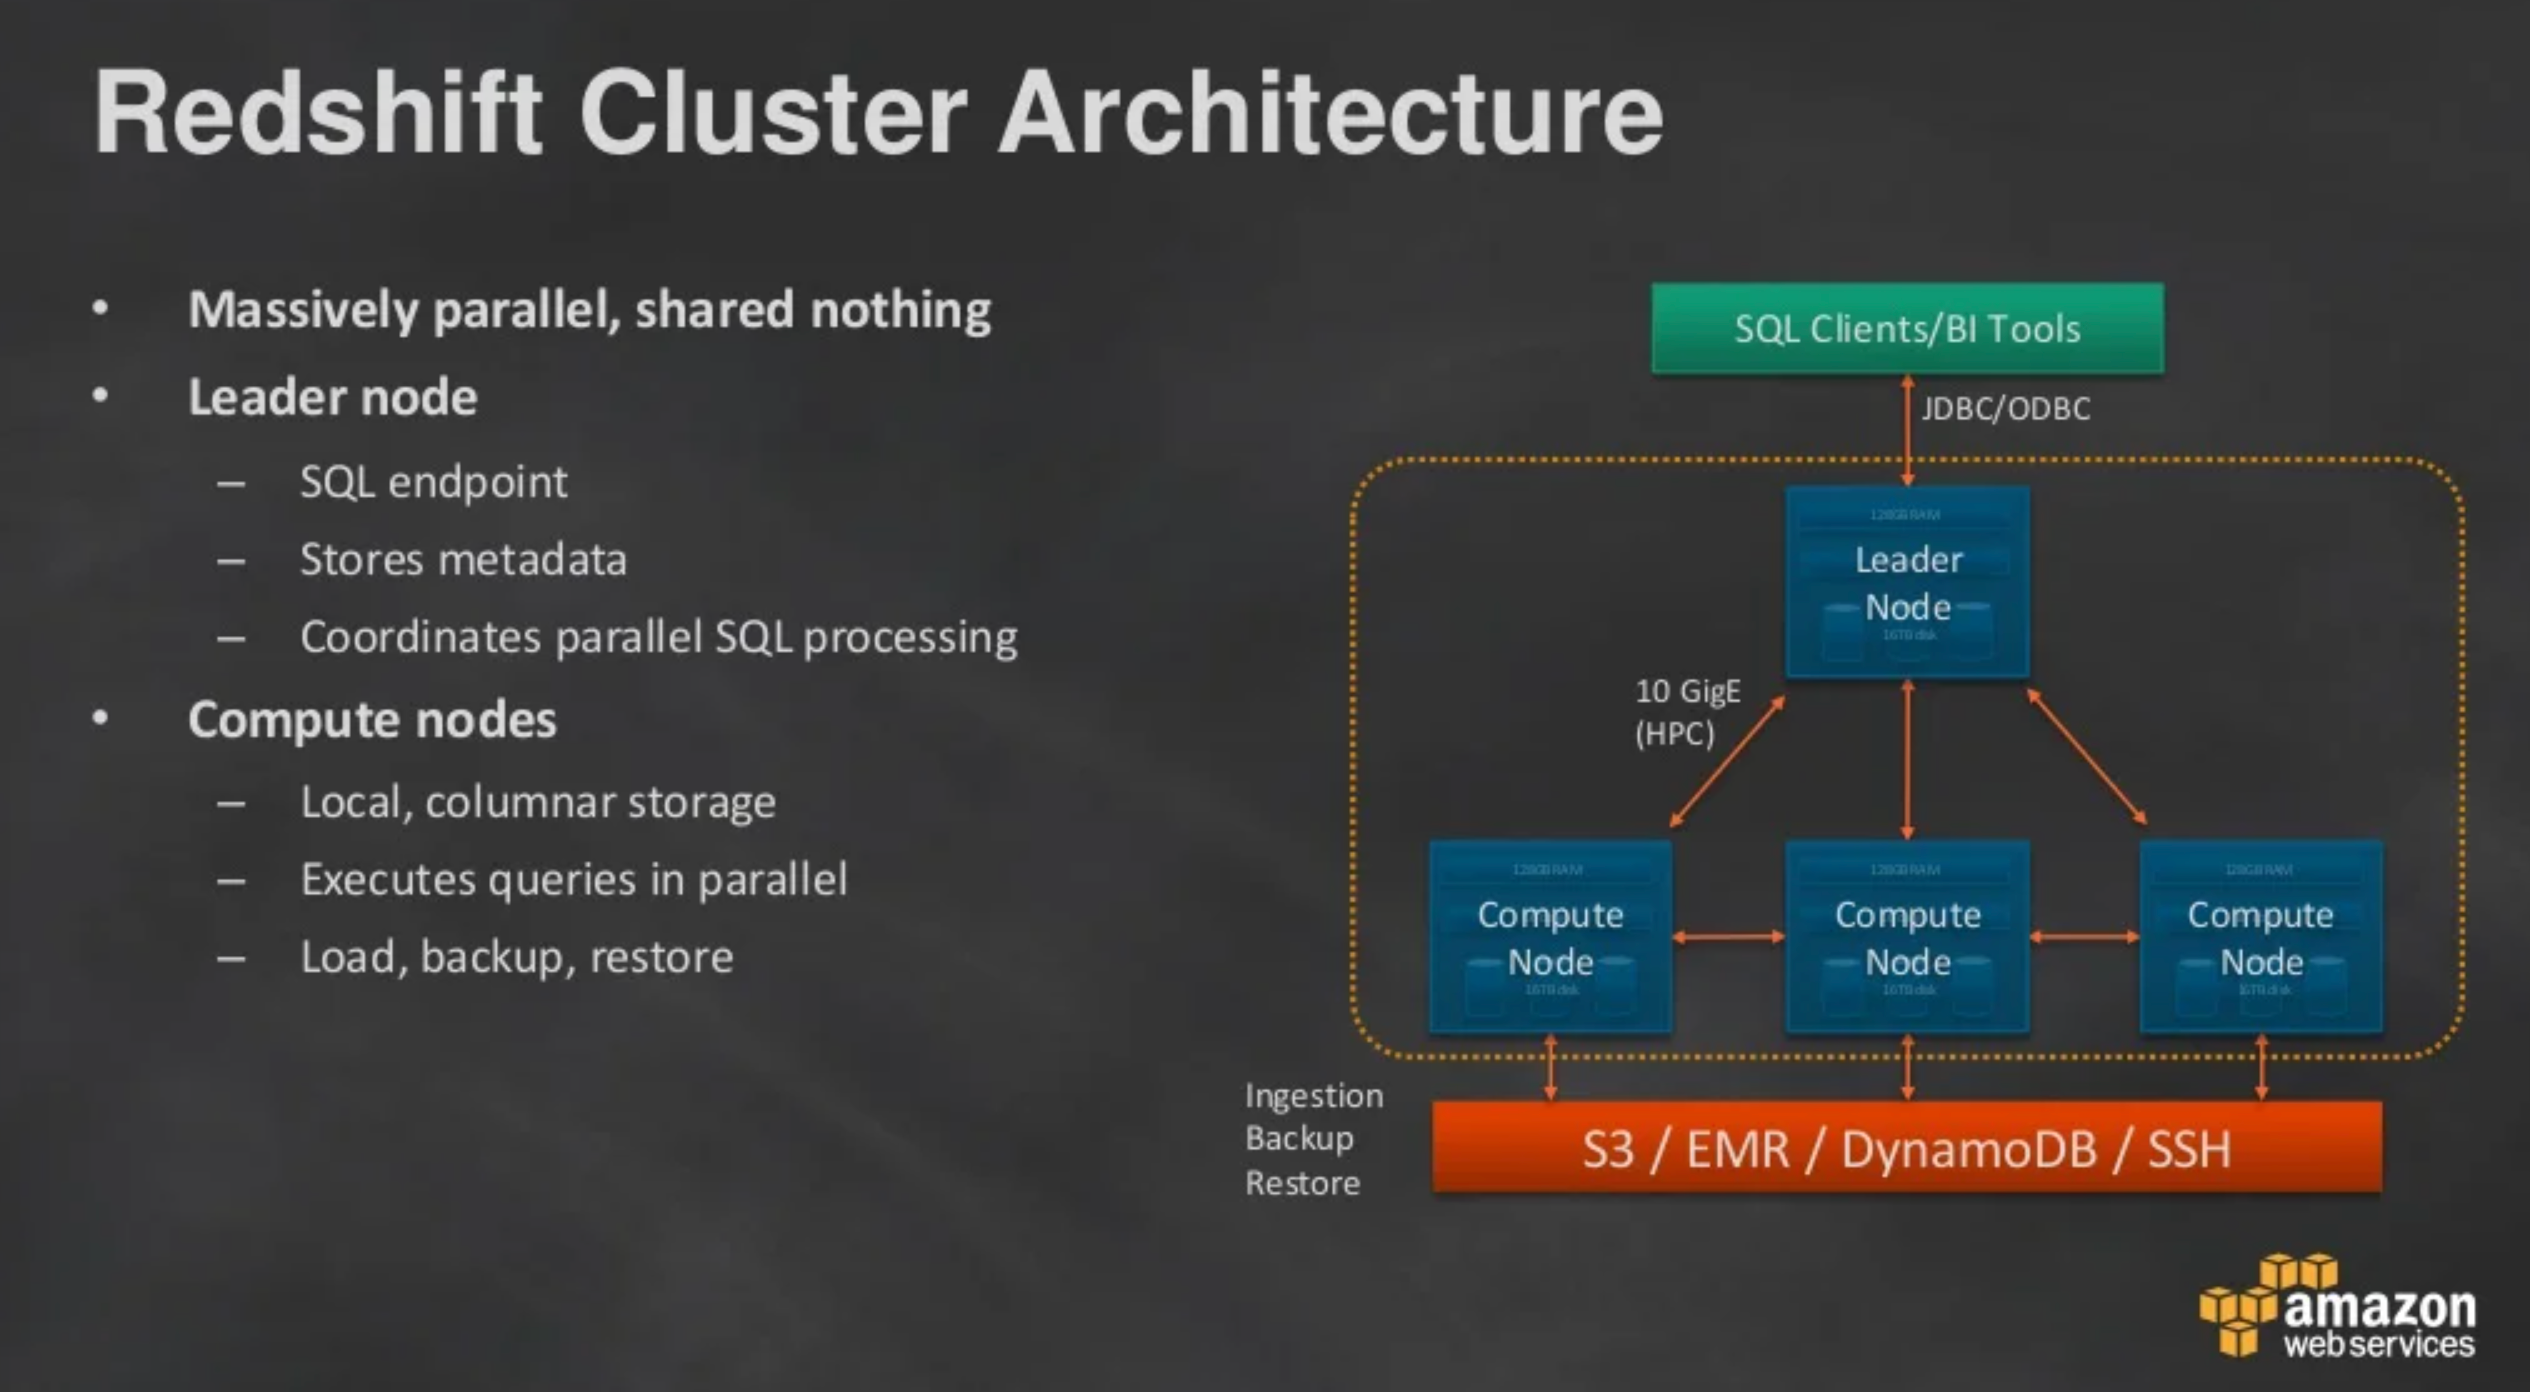 Redshift Cluster Architecture
• Massively parallel, shared nothing
• Leader node
– SQL endpoint
– Stores metadata
– Coordinates parallel SQL processing
• Compute nodes
– Local, columnar storage
– Executes queries in parallel
– Load, backup, restore
SQL Clients/BI Tools
JDBC/ODBC
128GB RAM
Leader
Node
16TB disk
10 GigE
(HPC)
128GB RAM
Compute
Node
16TB disk
128GB RAM
Compute
Node
16TB disk
128GB RAM
Compute
Node
16TB disk
Ingestion
Backup
Restore
S3 / EMR / DynamoDB / SSH
amazon
webservices